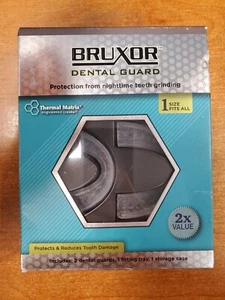 BRUXOR
DENTAL GUARD
Protection from nighttime teeth grinding
Thermal Matrix
1 SIZE
FITS ALL
2x
VALUE
Protects & Reduces Tooth Damage
Includes: 2 dental guards, 1 fitting tray, 1 storage case